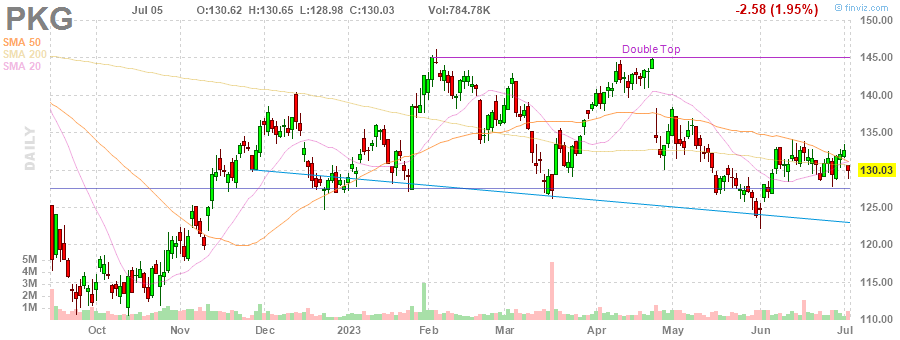 PKG
Jul 05 O:130.62 H:130.65 L:128.98 C:130.03 Vol:784.78K -2.58 (1.95%)
© finviz.com
SMA 50
SMA 200
SMA 20
DAILY
Double Top
150.00
145.00
140.00
135.00
130.03
125.00
120.00
115.00
110.00
5M
4M
3M
2M
1M
Oct Nov Dec 2023 Feb Mar Apr May Jun Jul